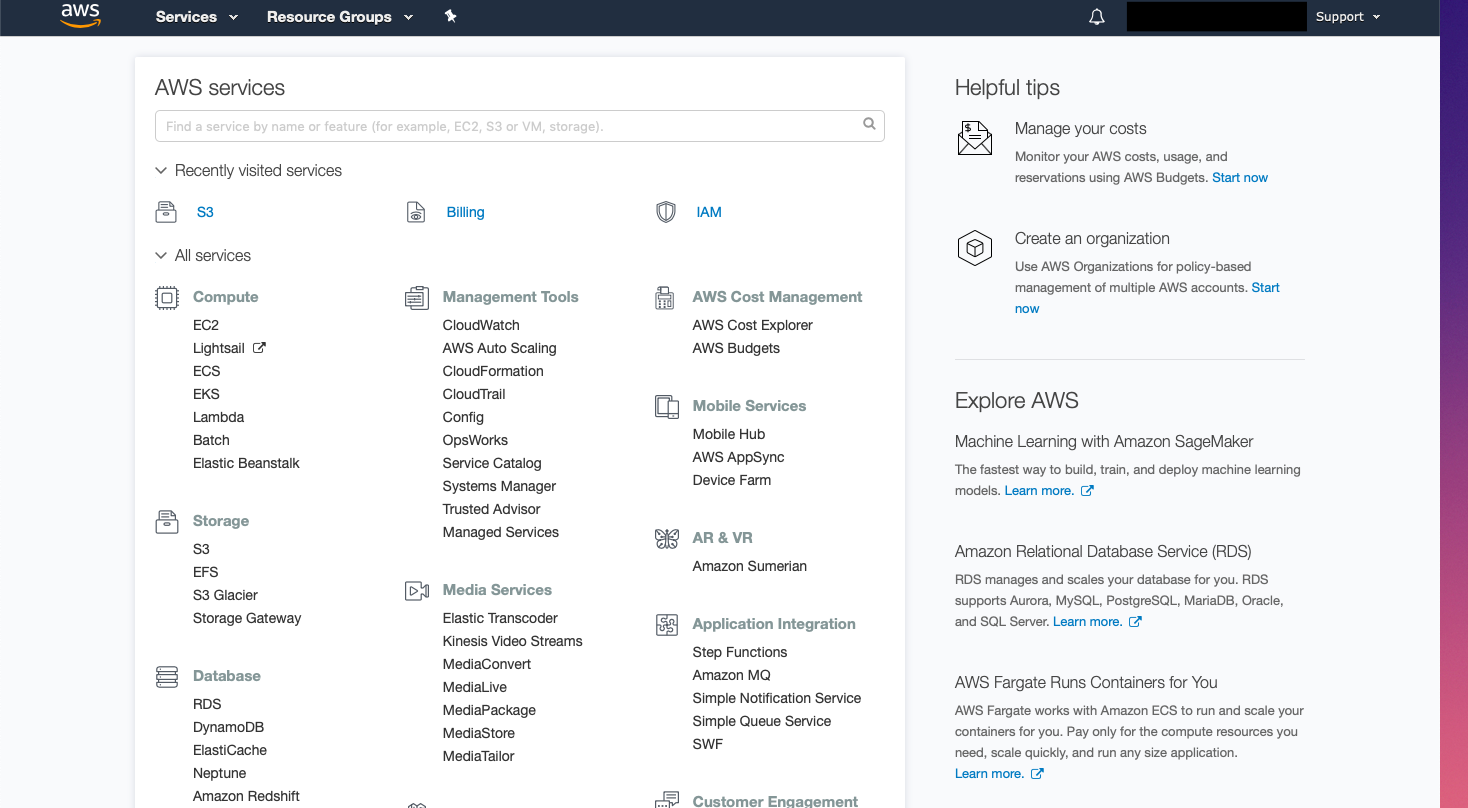 aws
Services
Resource Groups
Support
AWS services
Find a service by name or feature (for example, EC2, S3 or VM, storage).
Recently visited services
S3
Billing
IAM
All services
Compute
EC2
Lightsail
ECS
EKS
Lambda
Batch
Elastic Beanstalk
Storage
S3
EFS
S3 Glacier
Storage Gateway
Database
RDS
DynamoDB
ElastiCache
Neptune
Amazon Redshift
Management Tools
CloudWatch
AWS Auto Scaling
CloudFormation
CloudTrail
Config
OpsWorks
Service Catalog
Systems Manager
Trusted Advisor
Managed Services
Media Services
Elastic Transcoder
Kinesis Video Streams
MediaConvert
MediaLive
MediaPackage
MediaStore
MediaTailor
AWS Cost Management
AWS Cost Explorer
AWS Budgets
Mobile Services
Mobile Hub
AWS AppSync
Device Farm
AR & VR
Amazon Sumerian
Application Integration
Step Functions
Amazon MQ
Simple Notification Service
Simple Queue Service
SWF
Customer Engagement
Helpful tips
Manage your costs
Monitor your AWS costs, usage, and
reservations using AWS Budgets. Start now
Create an organization
Use AWS Organizations for policy-based
management of multiple AWS accounts. Start
now
Explore AWS
Machine Learning with Amazon SageMaker
The fastest way to build, train, and deploy machine learning
models. Learn more.
Amazon Relational Database Service (RDS)
RDS manages and scales your database for you. RDS
supports Aurora, MySQL, PostgreSQL, MariaDB, Oracle,
and SQL Server. Learn more.
AWS Fargate Runs Containers for You
AWS Fargate works with Amazon ECS to run and scale your
containers for you. Pay only for the compute resources you
need, scale quickly, and run any size application.
Learn more.